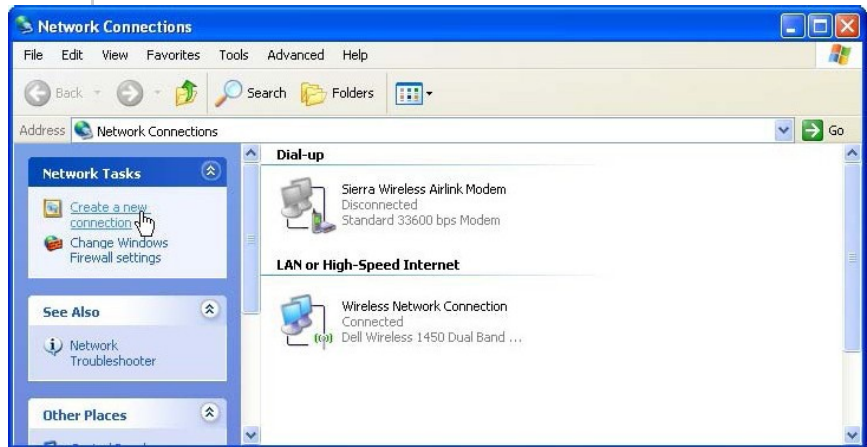 Network Connections
File Edit View Favorites Tools Advanced Help
Back Search Folders
Address Network Connections Go
Network Tasks
Create a new
connection
Change Windows
Firewall settings
See Also
Network
Troubleshooter
Other Places
Dial-up
Sierra Wireless Airlink Modem
Disconnected
Standard 33600 bps Modem
LAN or High-Speed Internet
Wireless Network Connection
Connected
Dell Wireless 1450 Dual Band ...